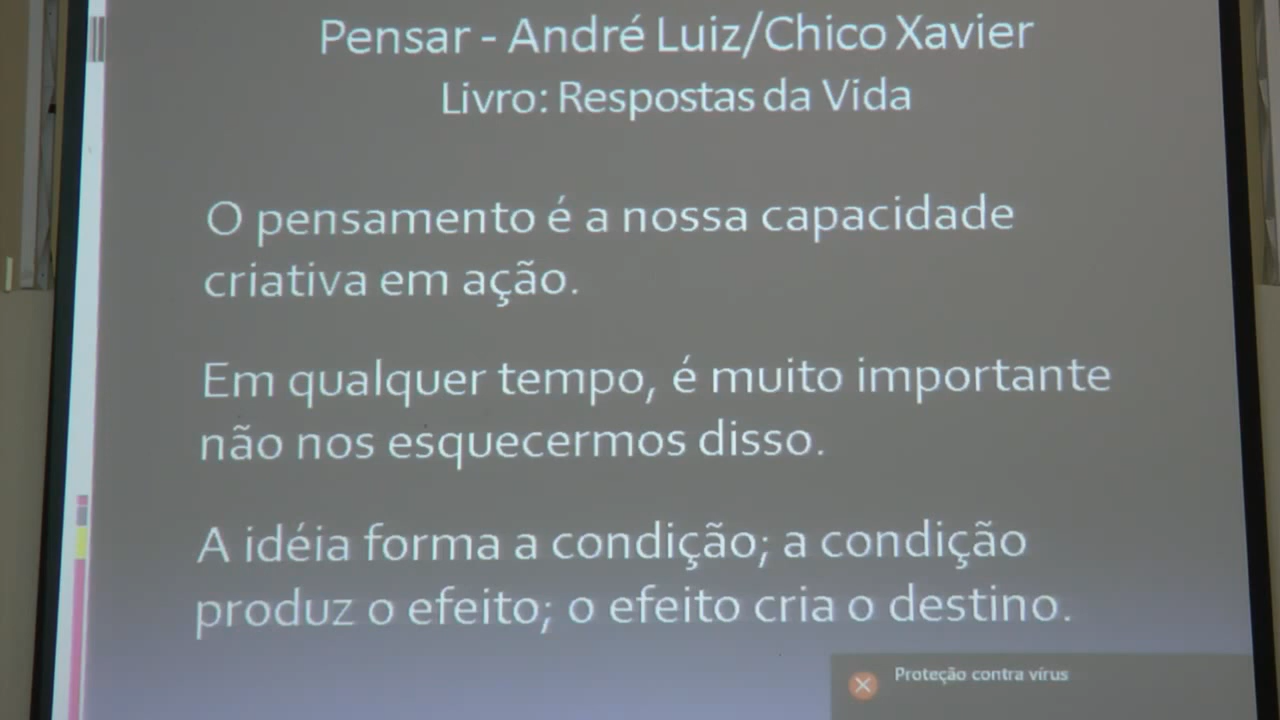 Pensar - André Luiz/Chico Xavier
Livro: Respostas da Vida
O pensamento é a nossa capacidade
criativa em ação.
Em qualquer tempo, é muito importante
não nos esquecermos disso.
A idéia forma a condição; a condição
produz o efeito; o efeito cria o destino.
Proteção contra vírus